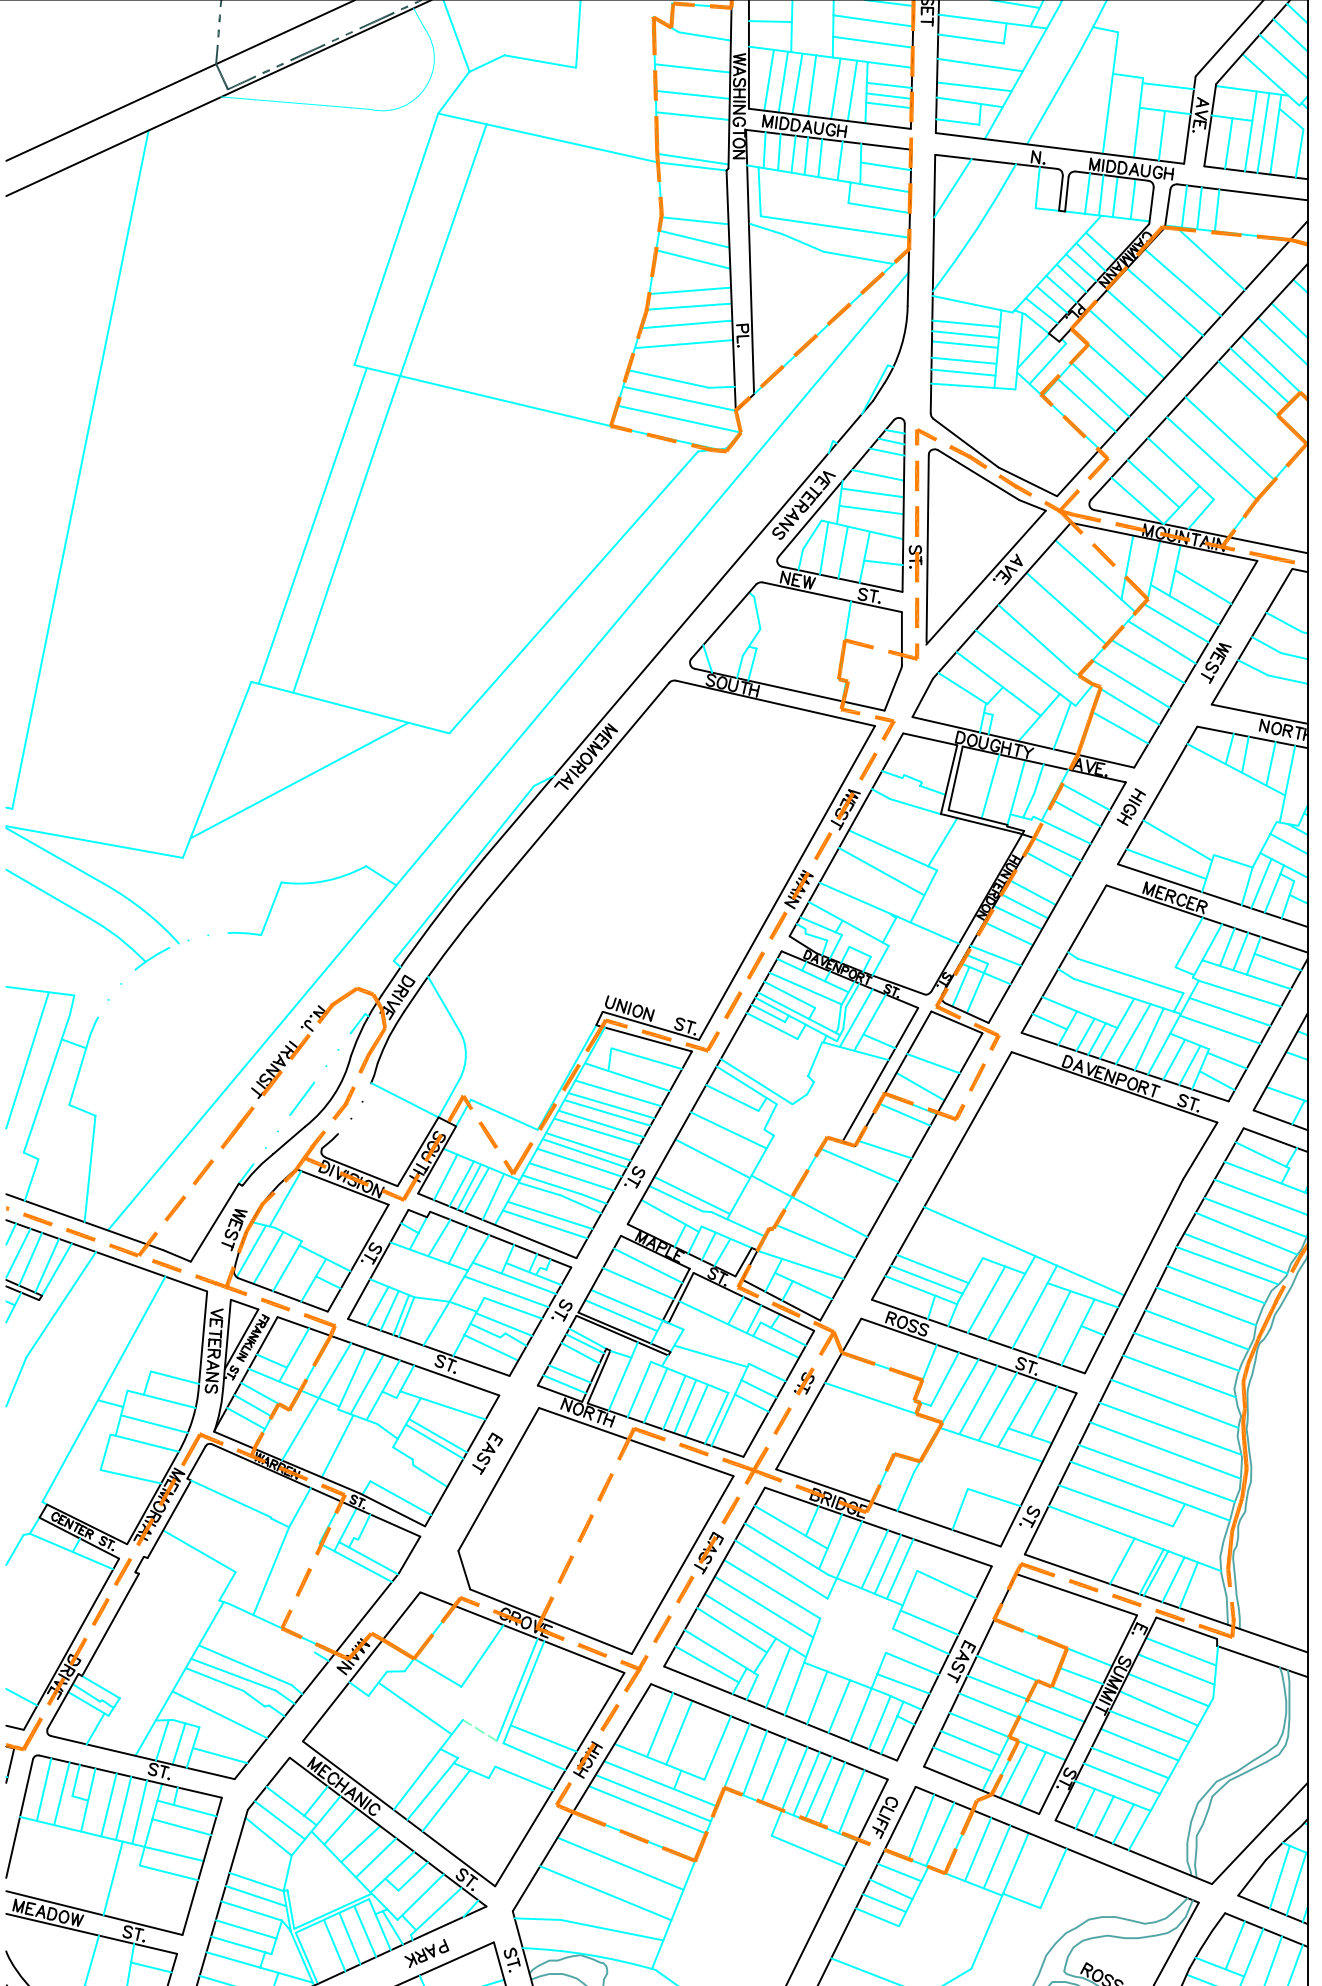 SET
WASHINGTON
MIDDAUGH
AVE.
N.
MIDDAUGH
CAMMANN
PL.
PL.
VETERANS
ST.
MOUNTAIN
AVE.
NEW
ST.
WEST
SOUTH
NORTH
DOUGHTY
AVE.
MEMORIAL
WEST
HIGH
MAIN
HUNTERDON
MERCER
DAVENPORT
ST.
ST.
DRIVE
N.J.
TRANSIT
UNION
ST.
DAVENPORT
ST.
SOUTH
DIVISION
ST.
WEST
ST.
MAPLE
ST.
ST.
ROSS
ST.
VETERANS
FRANKLIN ST.
ST.
ST.
NORTH
EAST
WARREN
ST.
MEMORIAL
CENTER ST.
BRIDGE
ST.
EAST
GROVE
MAIN
DRIVE
E.
SUMMIT
EAST
ST.
HIGH
ST.
MECHANIC
CLIFF
ST.
MEADOW
ST.
PARK
ST.
ROSS